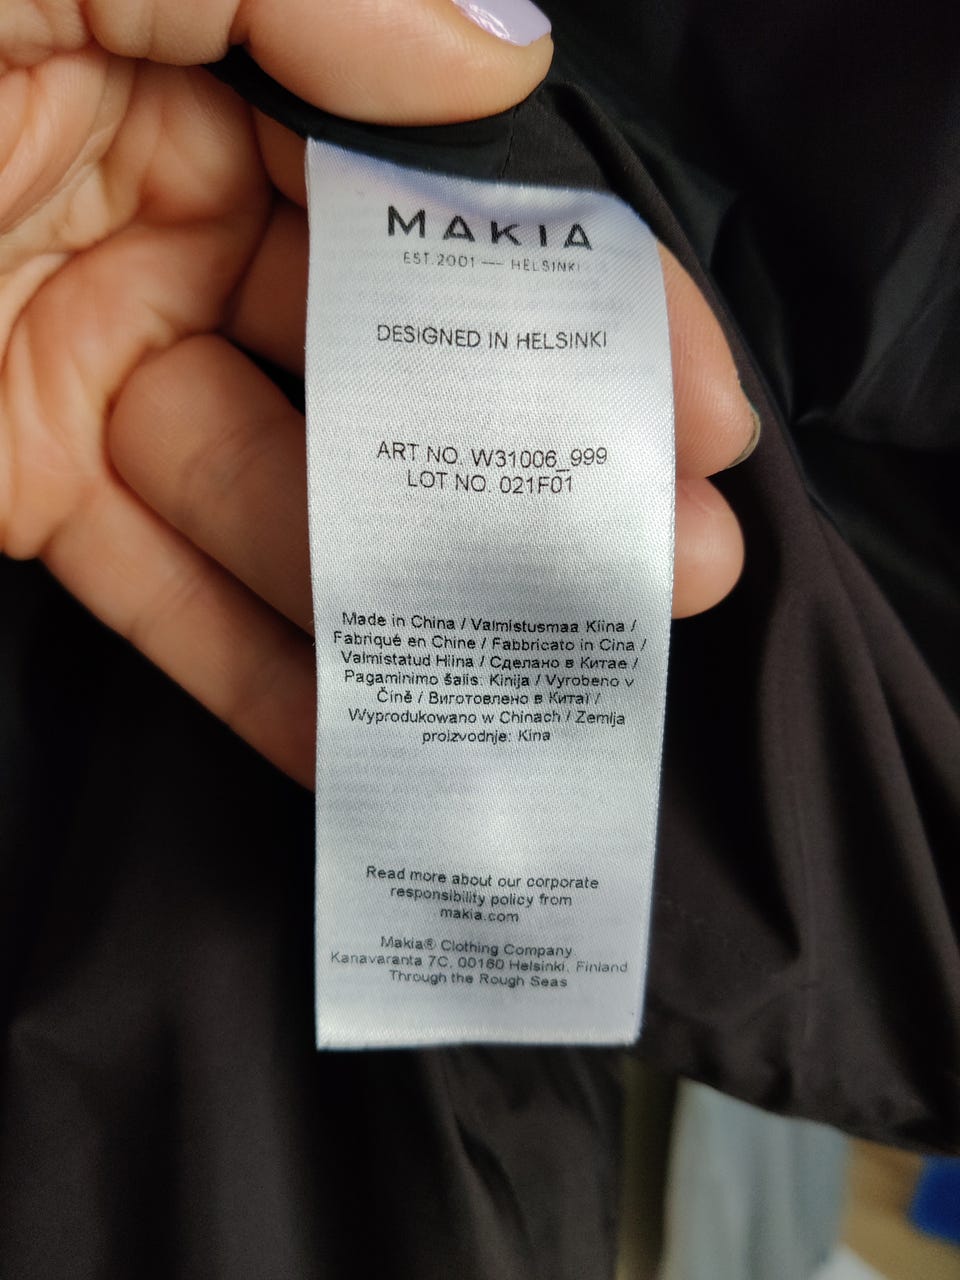 MAKIA
EST.2001 — HELSINKI
DESIGNED IN HELSINKI
ART NO. W31006_999
LOT NO. 021F01
Made in China / Valmistusmaa Kiina /
Fabriqué en Chine / Fabbricato in Cina /
Valmistatud Hiina / Сделано в Китае /
Pagaminimo šalis: Kinija / Vyrobeno v
Čině / Виготовлено в Китаї /
Wyprodukowano w Chinach / Zemlja
proizvodnje: Kina
Read more about our corporate
responsibility policy from
makia.com
Makia® Clothing Company
Kanavaranta 7C, 00160 Helsinki, Finland
Through the Rough Seas